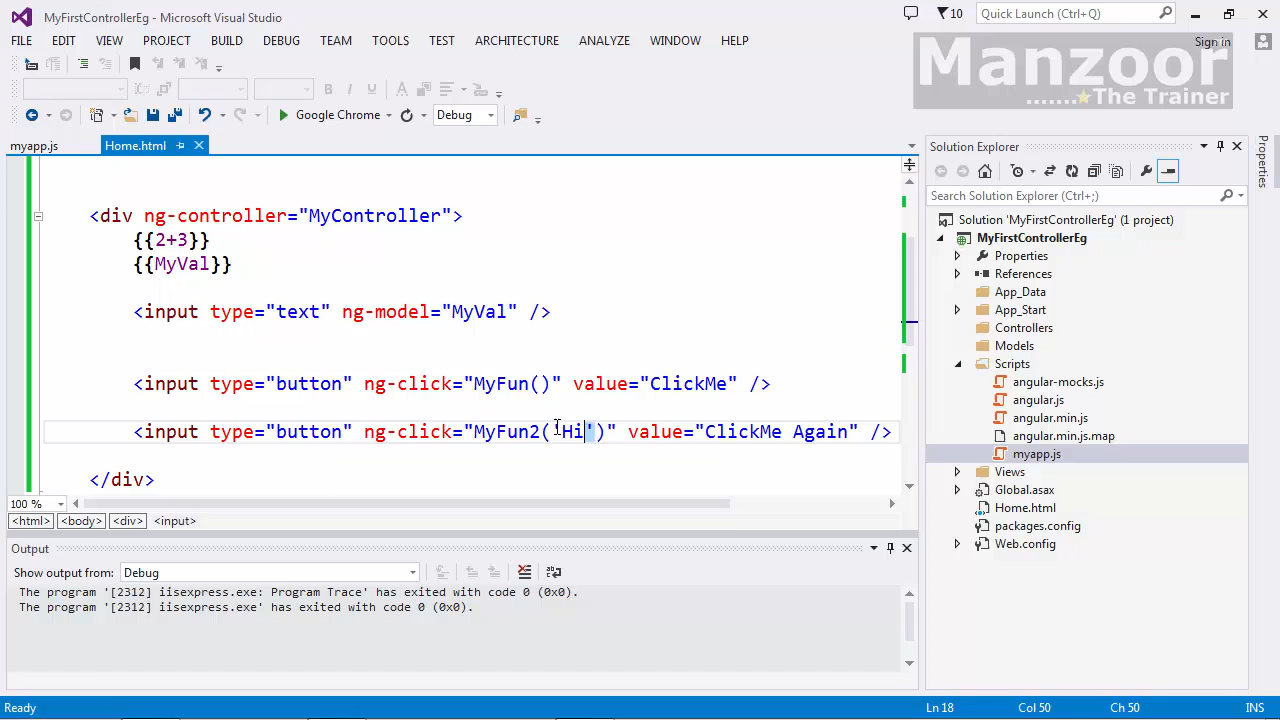 MyFirstControllerEg - Microsoft Visual Studio
10
Quick Launch (Ctrl+Q)
FILE EDIT VIEW PROJECT BUILD DEBUG TEAM TOOLS TEST ARCHITECTURE ANALYZE WINDOW HELP
Sign in
Manzoor
.......The Trainer
Google Chrome
Debug
myapp.js
Home.html
<div ng-controller="MyController">
{{2+3}}
{{MyVal}}
<input type="text" ng-model="MyVal" />
<input type="button" ng-click="MyFun()" value="ClickMe" />
<input type="button" ng-click="MyFun2('Hi')" value="ClickMe Again" />
</div>
100 %
<html> <body> <div> <input>
Output
Show output from: Debug
The program '[2312] iisexpress.exe: Program Trace' has exited with code 0 (0x0).
The program '[2312] iisexpress.exe' has exited with code 0 (0x0).
Solution Explorer
Search Solution Explorer (Ctrl+;)
Solution 'MyFirstControllerEg' (1 project)
MyFirstControllerEg
Properties
References
App_Data
App_Start
Controllers
Models
Scripts
angular-mocks.js
angular.js
angular.min.js
angular.min.js.map
myapp.js
Views
Global.asax
Home.html
packages.config
Web.config
Properties
Ready
Ln 18
Col 50
Ch 50
INS